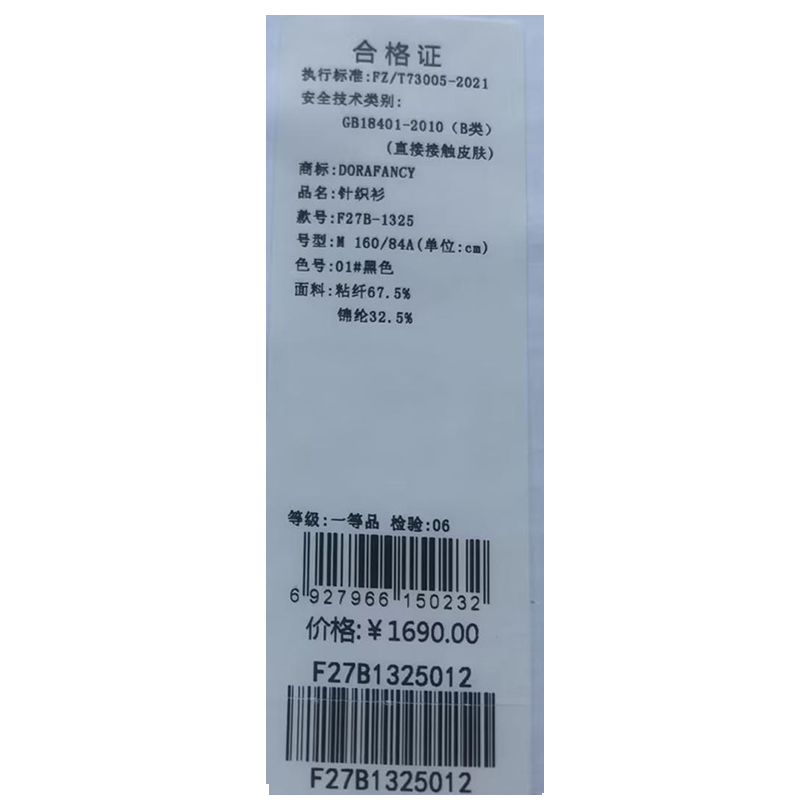 合格证
执行标准:FZ/T73005-2021
安全技术类别:
GB18401-2010（B类）
(直接接触皮肤)
商标:DORAFANCY
品名:针织衫
款号:F27B-1325
号型:M 160/84A(单位:cm)
色号:01#黑色
面料:粘纤67.5%
锦纶32.5%
等级:一等品 检验:06
6 927966 150232
价格:￥1690.00
F27B1325012
F27B1325012